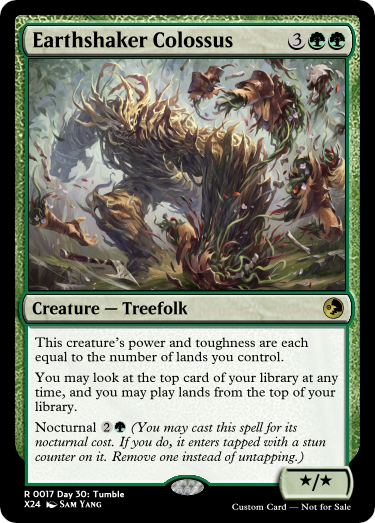 Earthshaker Colossus 3
Creature — Treefolk
This creature's power and toughness are each
equal to the number of lands you control.
You may look at the top card of your library at any
time, and you may play lands from the top of your
library.
Nocturnal 2 (You may cast this spell for its
nocturnal cost. If you do, it enters tapped with a stun
counter on it. Remove one instead of untapping.)
★/★
R 0017 Day 30: Tumble
X24 Sam Yang
Custom Card — Not for Sale